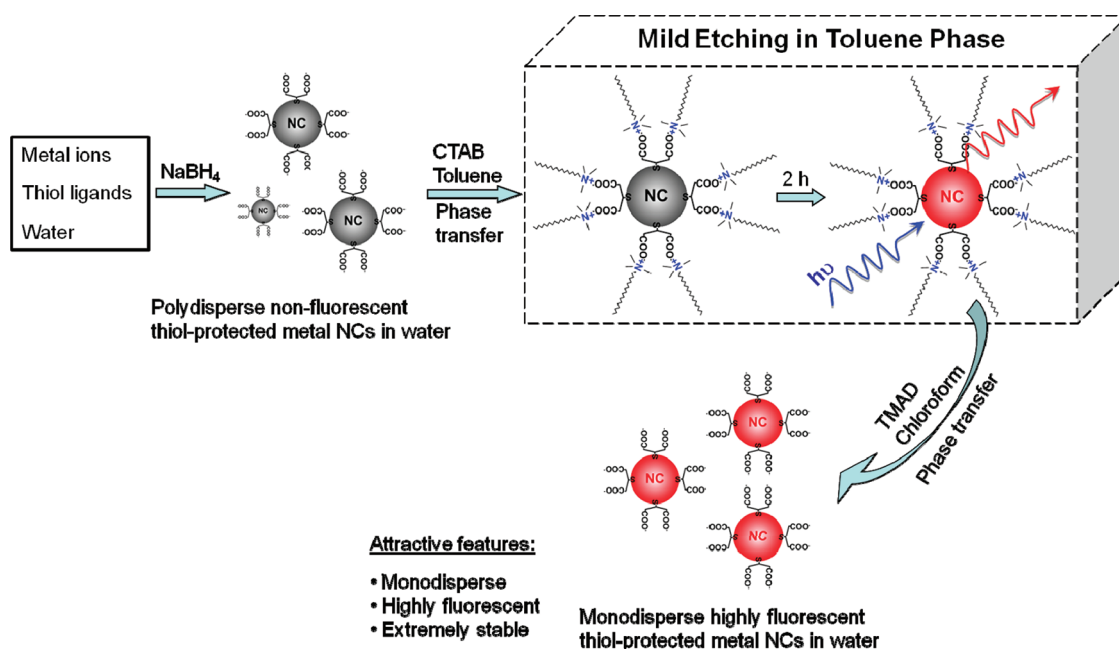 Mild Etching in Toluene Phase
Metal ions
Thiol ligands
Water
NaBH₄
NC
NC
NC
CTAB
Toluene
Phase
transfer
NC
2 h
NC
hυ
Polydisperse non-fluorescent
thiol-protected metal NCs in water
TMAD
Chloroform
Phase transfer
NC
NC
NC
Attractive features:
• Monodisperse
• Highly fluorescent
• Extremely stable
Monodisperse highly fluorescent
thiol-protected metal NCs in water